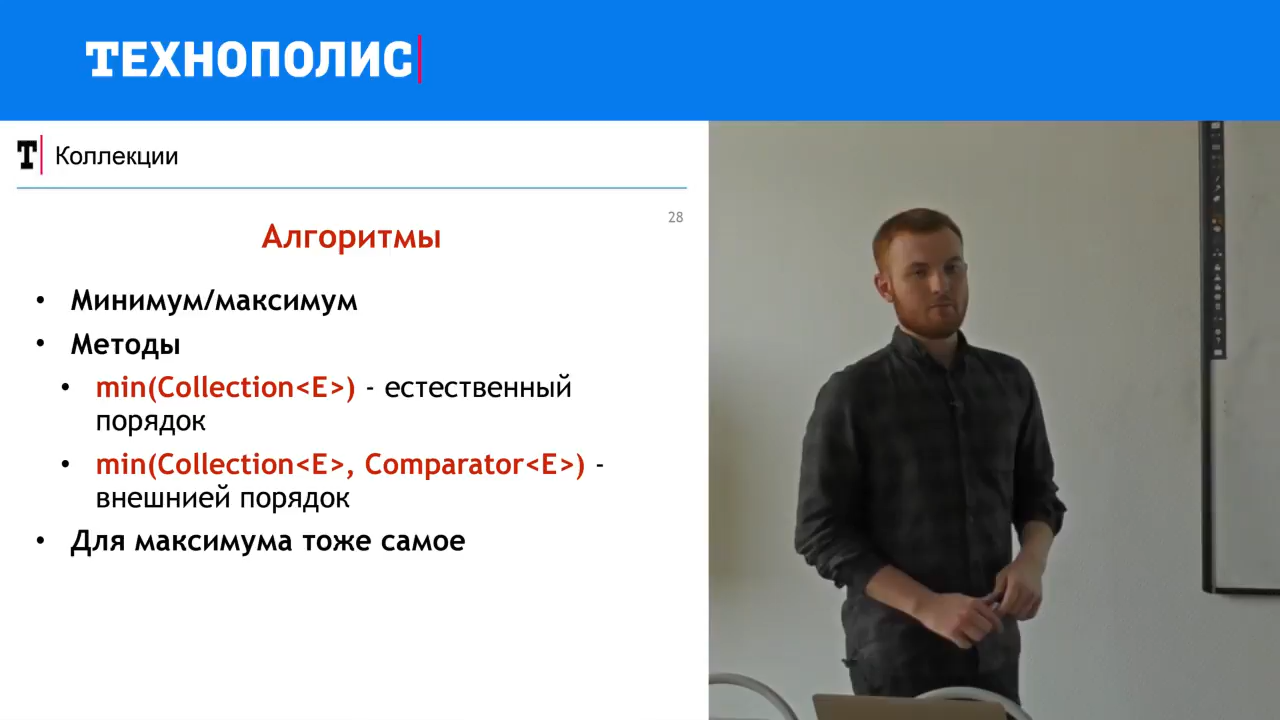 ТЕХНОПОЛИС
Т Коллекции
28
Алгоритмы
• Минимум/максимум
• Методы
• min(Collection<E>) - естественный
порядок
• min(Collection<E>, Comparator<E>) -
внешнией порядок
• Для максимума тоже самое